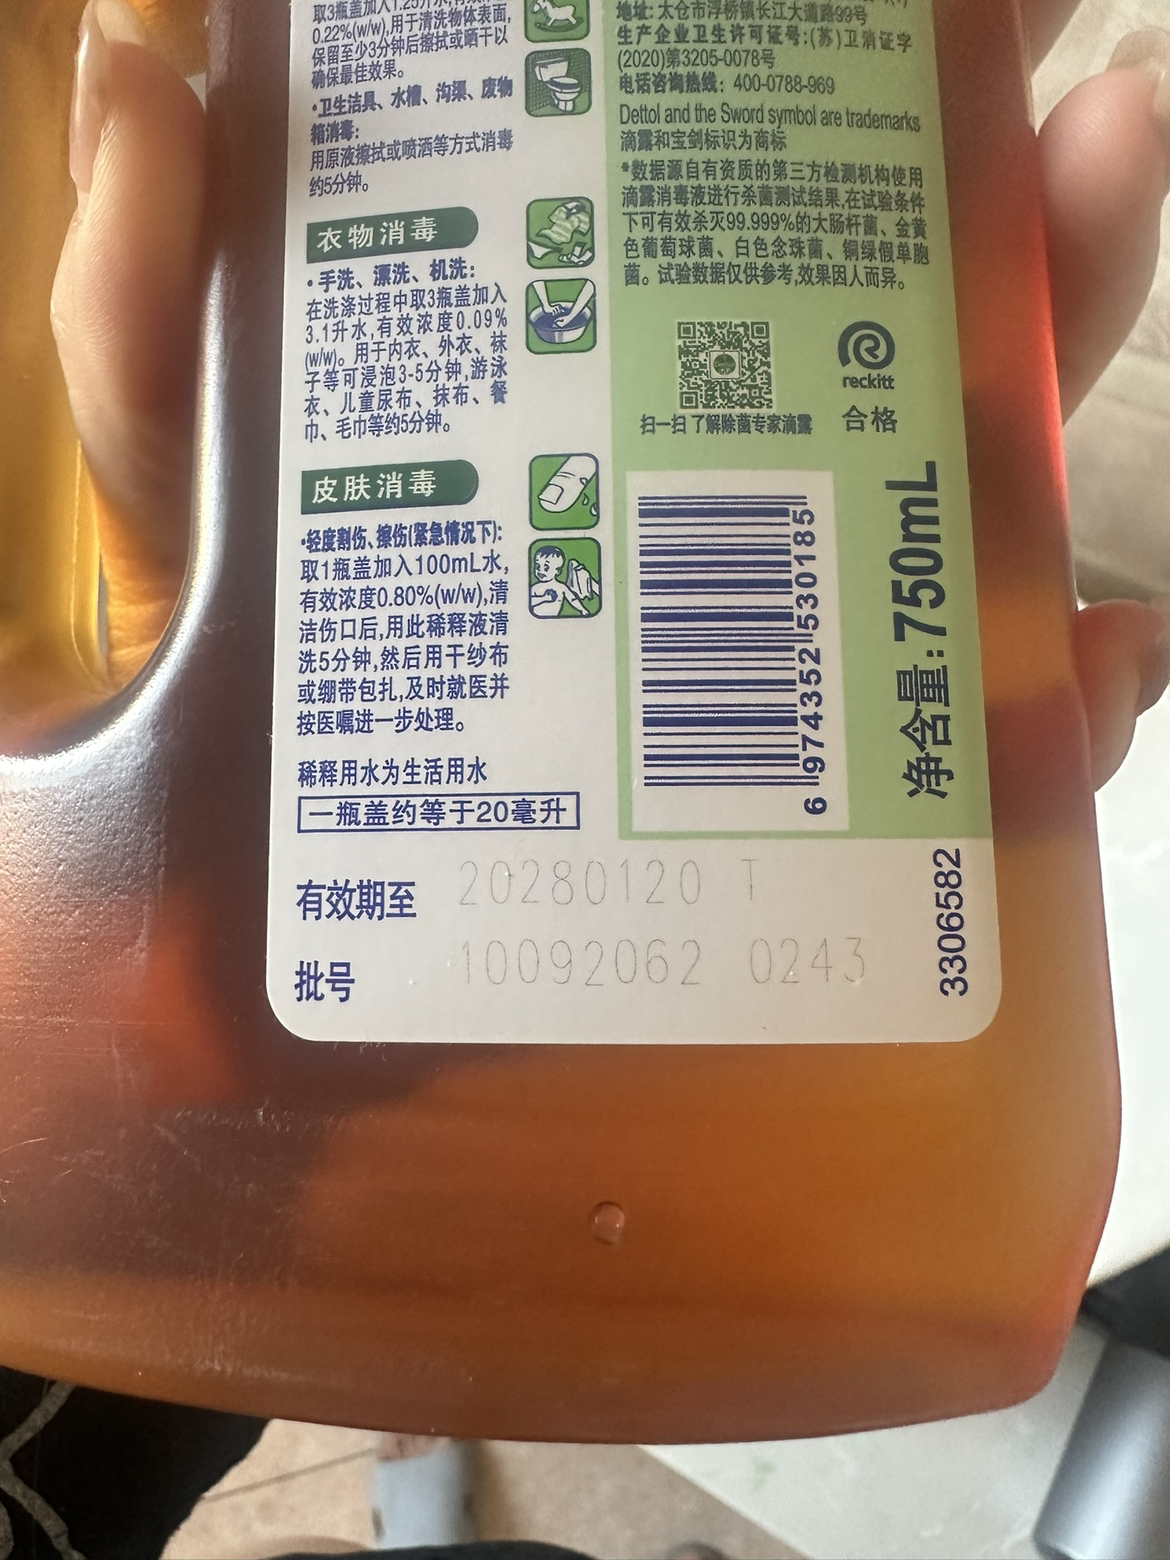 取3瓶盖加入1.25升水,有效
0.22%(w/w),用于清洗物体表面,
保留至少3分钟后擦拭或晒干以
确保最佳效果。
·卫生洁具、水槽、沟渠、废物
箱消毒:
用原液擦拭或喷洒等方式消毒
约5分钟。
衣物消毒
·手洗、漂洗、机洗:
在洗涤过程中取3瓶盖加入
3.1升水,有效浓度0.09%
(w/w)。用于内衣、外衣、袜
子等可浸泡3-5分钟,游泳
衣、儿童尿布、抹布、餐
巾、毛巾等约5分钟。
皮肤消毒
·轻度割伤、擦伤(紧急情况下):
取1瓶盖加入100mL水,
有效浓度0.80%(w/w),清
洁伤口后,用此稀释液清
洗5分钟,然后用干纱布
或绷带包扎,及时就医并
按医嘱进一步处理。
稀释用水为生活用水
一瓶盖约等于20毫升
地址: 太仓市浮桥镇长江大道路99号
生产企业卫生许可证号:(苏)卫消证字
(2020)第3205-0078号
电话咨询热线: 400-0788-969
Dettol and the Sword symbol are trademarks
滴露和宝剑标识为商标
*数据源自有资质的第三方检测机构使用
滴露消毒液进行杀菌测试结果,在试验条件
下可有效杀灭99.999%的大肠杆菌、金黄
色葡萄球菌、白色念珠菌、铜绿假单胞
菌。试验数据仅供参考,效果因人而异。
reckitt
扫一扫 了解除菌专家滴露
合格
6 974352 530185
净含量:750mL
有效期至 20280120 T
批号 10092062 0243
3306582